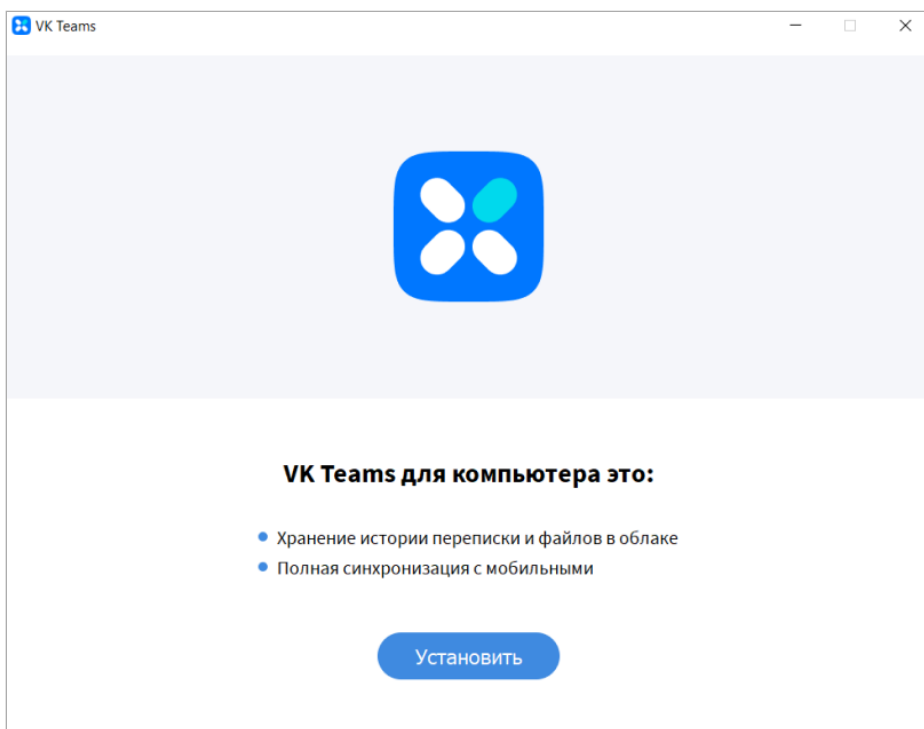 VK Teams
VK Teams для компьютера это:
Хранение истории переписки и файлов в облаке
Полная синхронизация с мобильными
Установить